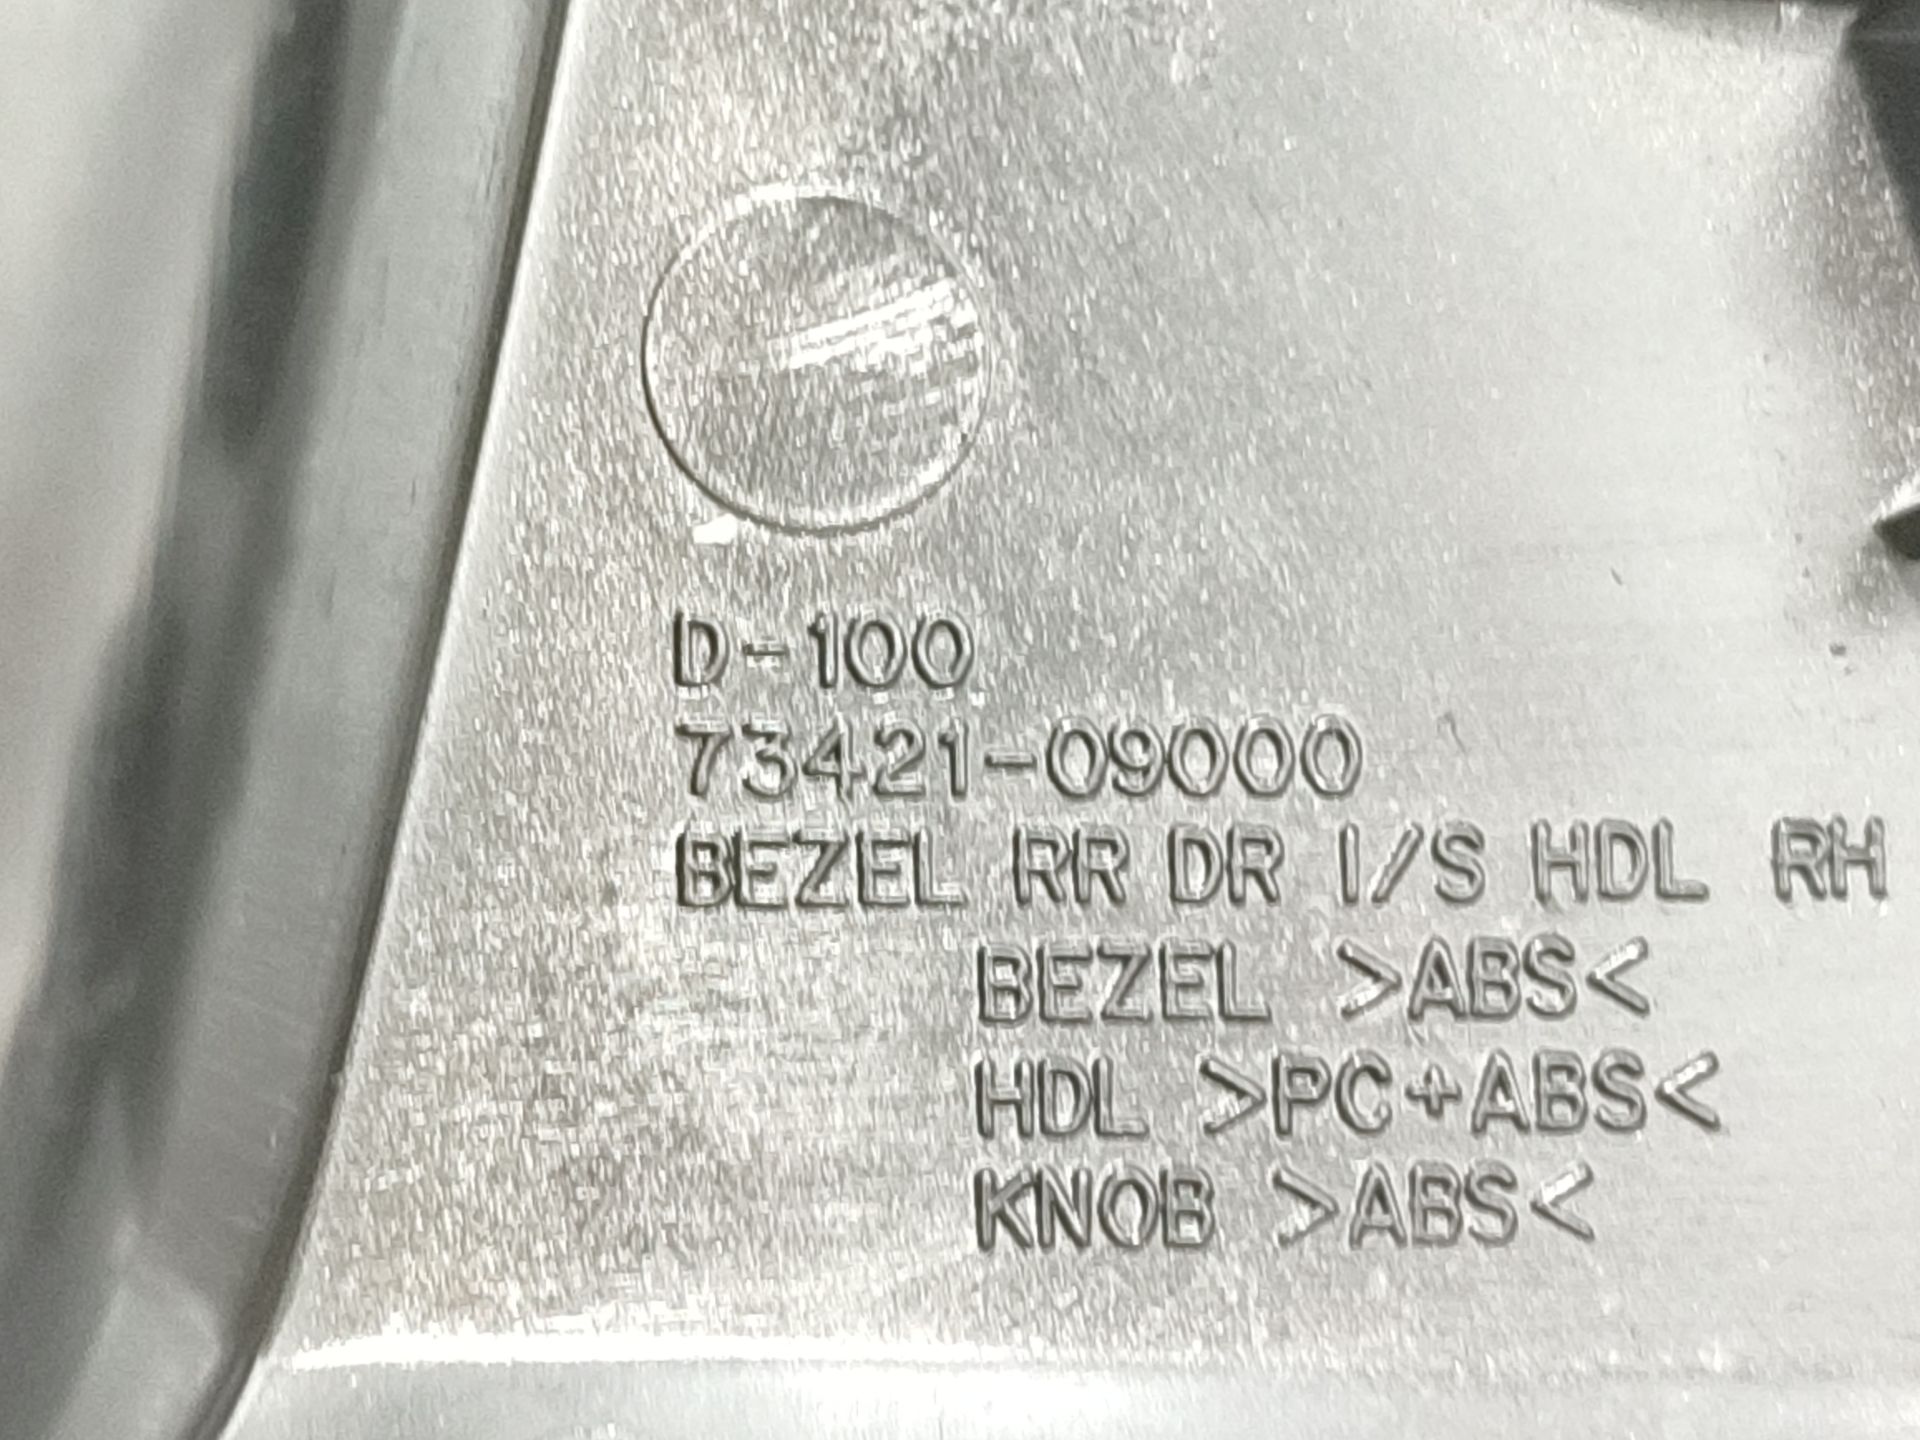 D-100
73421-09000
BEZEL RR DR I/S HDL RH
BEZEL >ABS<
HDL >PC+ABS<
KNOB >ABS<